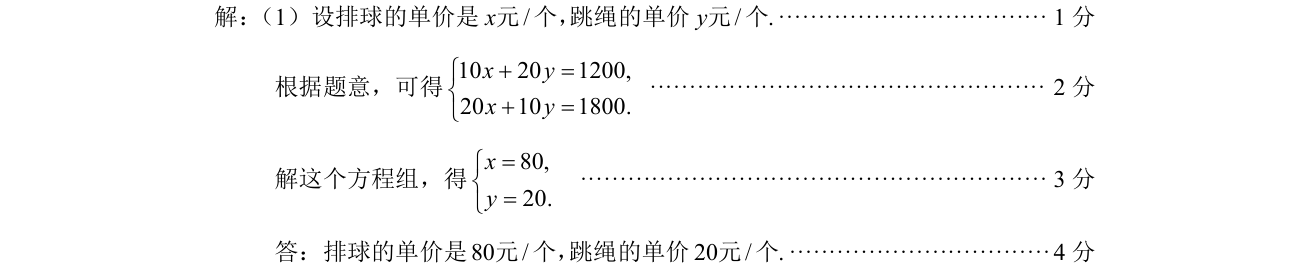 解：（1）设排球的单价是 x元/个,跳绳的单价 y元/个.································· 1 分
根据题意，可得{10x+20y=1200, 20x+10y=1800. ················································· 2 分
解这个方程组，得{x=80, y=20. ·························································· 3 分
答：排球的单价是80元/个,跳绳的单价 20元/个.································4 分